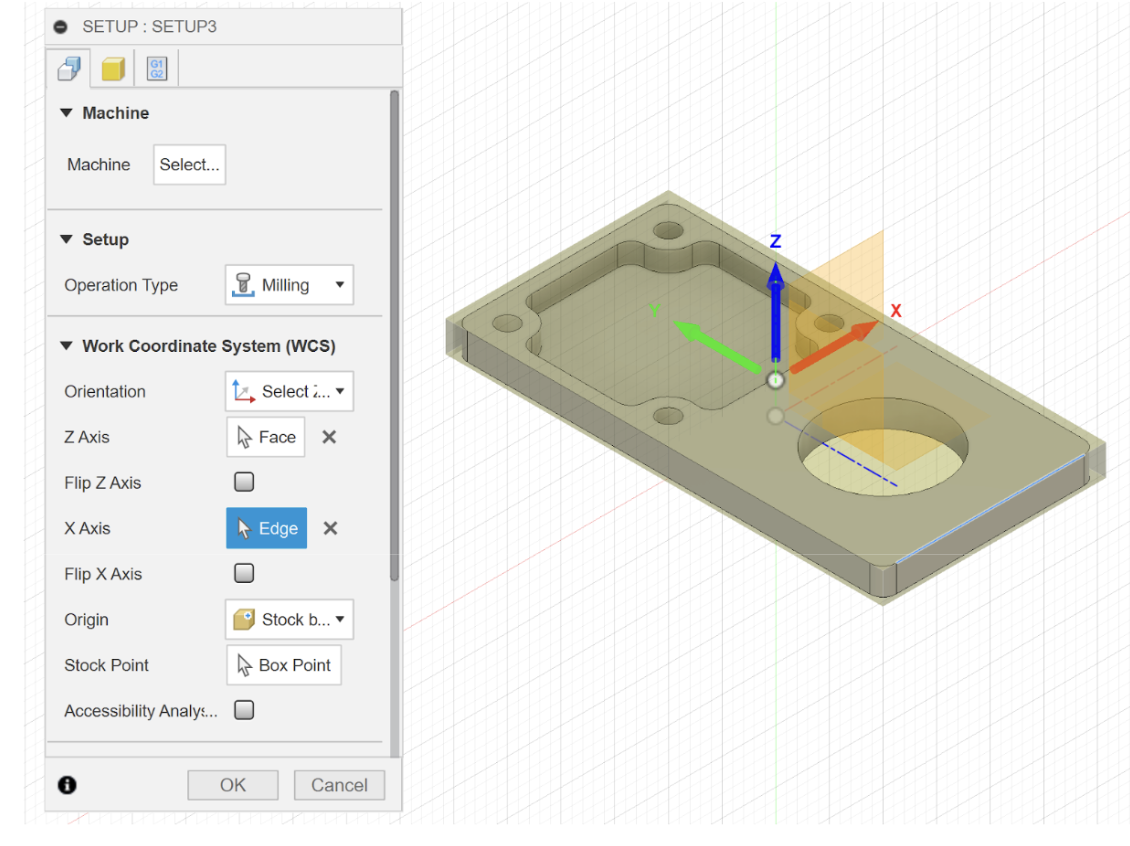 SETUP : SETUP3
G1
G2
Machine
Machine Select...
Setup
Operation Type Milling
Work Coordinate System (WCS)
Orientation Select Z...
Z Axis Face
Flip Z Axis
X Axis Edge
Flip X Axis
Origin Stock b...
Stock Point Box Point
Accessibility Analys...
OK Cancel
Z
X
Y